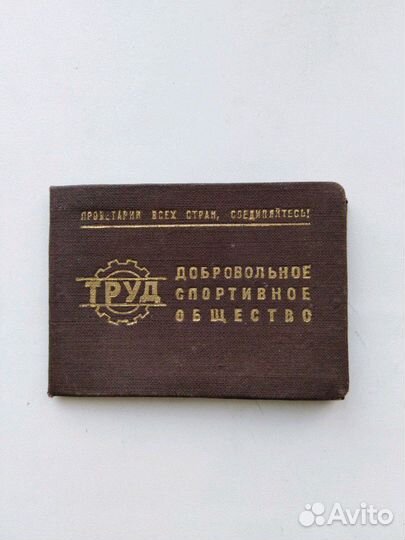 ПРОЛЕТАРИИ ВСЕХ СТРАН, СОЕДИНЯЙТЕСЬ!
ТРУД
ДОБРОВОЛЬНОЕ
СПОРТИВНОЕ
ОБЩЕСТВО
Avito